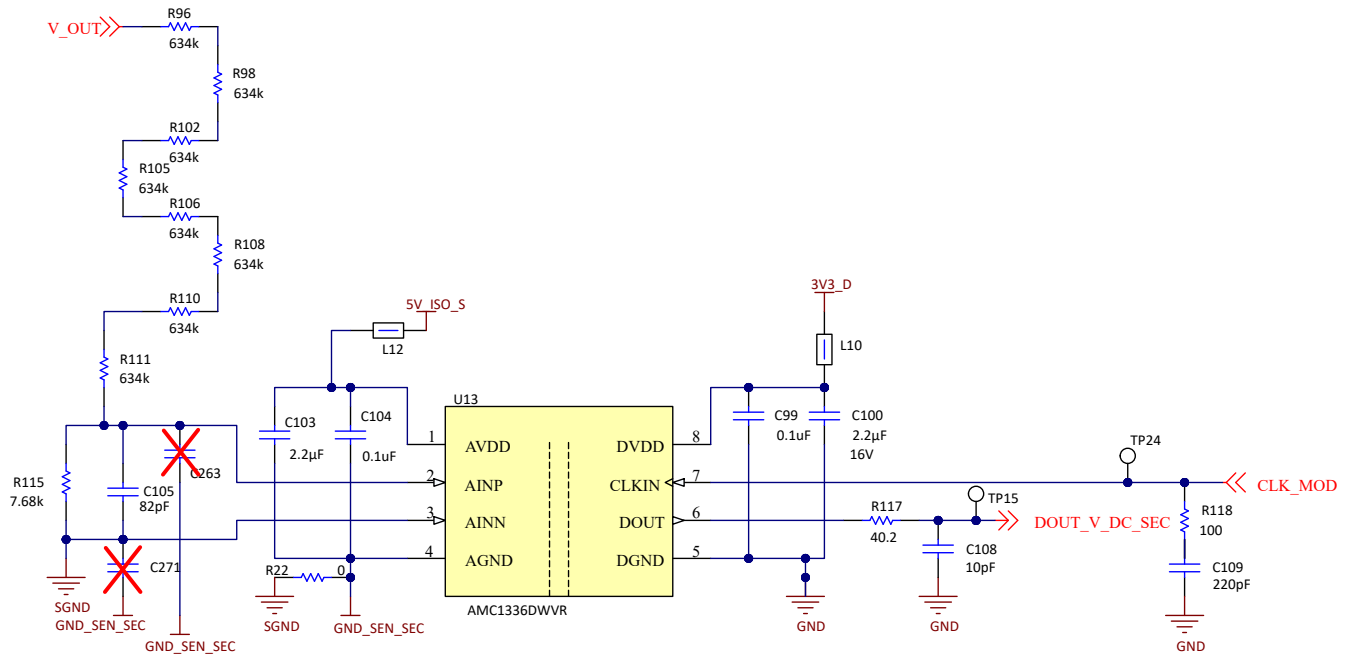 V_OUT
R96
634k
R98
634k
R102
634k
R105
634k
R106
634k
R108
634k
R110
634k
R111
634k
5V_ISO_S
L12
3V3_D
L10
U13
C103
2.2µF
C104
0.1uF
C99
0.1uF
C100
2.2µF
16V
1
AVDD
2
AINP
3
AINN
4
AGND
DVDD
8
CLKIN
7
DOUT
6
DGND
5
AMC1336DWVR
R115
7.68k
C105
82pF
C263
C271
SGND
GND_SEN_SEC
GND_SEN_SEC
R22
0
SGND
GND_SEN_SEC
GND
R117
40.2
TP15
DOUT_V_DC_SEC
C108
10pF
GND
TP24
CLK_MOD
R118
100
C109
220pF
GND